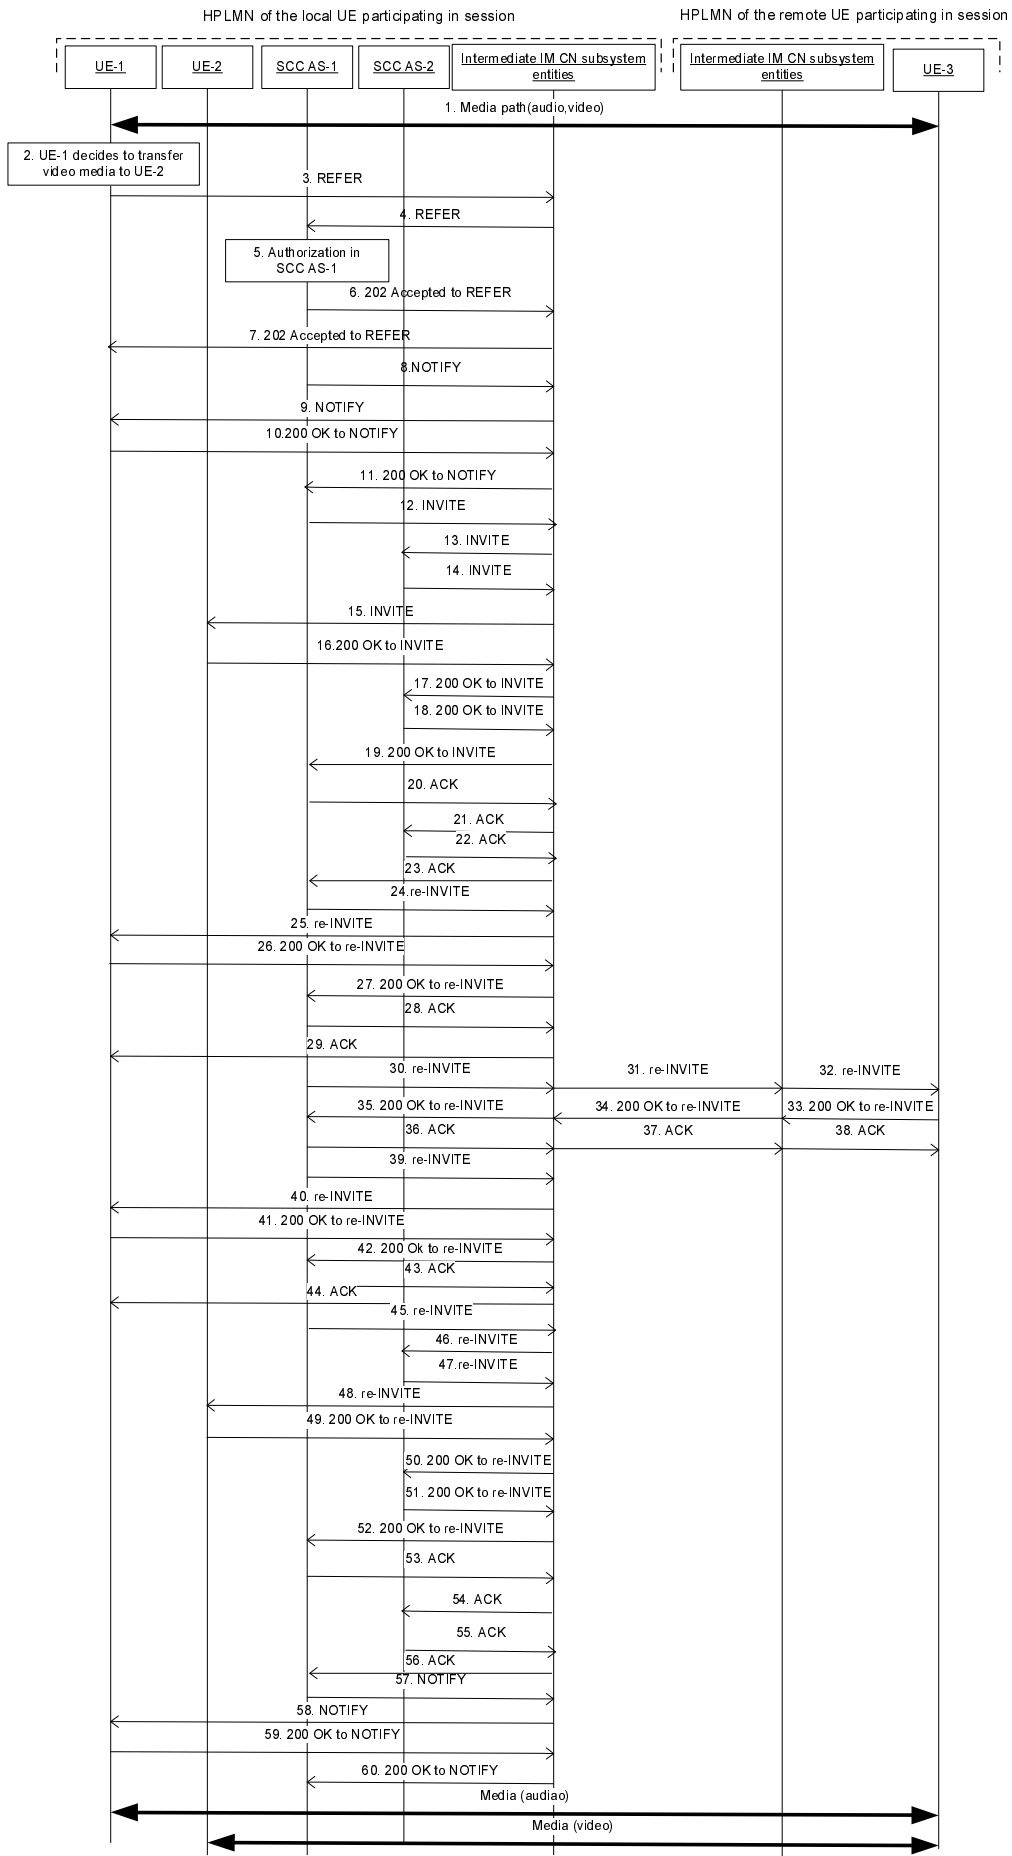 HPLMN of the local UE participating in session
HPLMN of the remote UE participating in session
UE-1
UE-2
SCC AS-1
SCC AS-2
Intermediate IM CN subsystem
entities
Intermediate IM CN subsystem
entities
UE-3
1. Media path(audio,video)
2. UE-1 decides to transfer
video media to UE-2
3. REFER
4. REFER
5. Authorization in
SCC AS-1
6. 202 Accepted to REFER
7. 202 Accepted to REFER
8.NOTIFY
9. NOTIFY
10.200 OK to NOTIFY
11. 200 OK to NOTIFY
12. INVITE
13. INVITE
14. INVITE
15. INVITE
16.200 OK to INVITE
17. 200 OK to INVITE
18. 200 OK to INVITE
19. 200 OK to INVITE
20. ACK
21. ACK
22. ACK
23. ACK
24.re-INVITE
25. re-INVITE
26. 200 OK to re-INVITE
27. 200 OK to re-INVITE
28. ACK
29. ACK
30. re-INVITE
31. re-INVITE
32. re-INVITE
35. 200 OK to re-INVITE
34. 200 OK to re-INVITE
33. 200 OK to re-INVITE
36. ACK
37. ACK
38. ACK
39. re-INVITE
40. re-INVITE
41. 200 OK to re-INVITE
42. 200 Ok to re-INVITE
43. ACK
44. ACK
45. re-INVITE
46. re-INVITE
47.re-INVITE
48. re-INVITE
49. 200 OK to re-INVITE
50. 200 OK to re-INVITE
51. 200 OK to re-INVITE
52. 200 OK to re-INVITE
53. ACK
54. ACK
55. ACK
56. ACK
57. NOTIFY
58. NOTIFY
59. 200 OK to NOTIFY
60. 200 OK to NOTIFY
Media (audiao)
Media (video)